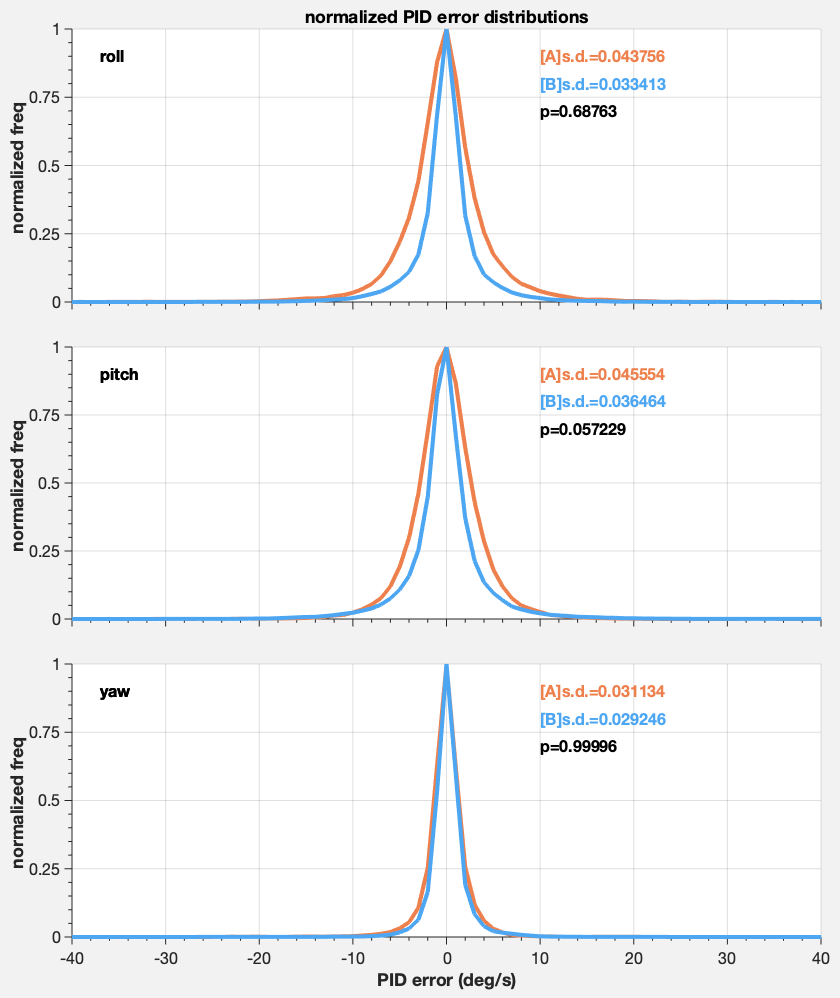 normalized PID error distributions
1
roll
[A]s.d.=0.043756
[B]s.d.=0.033413
p=0.68763
0.75
0.5
0.25
0
normalized freq
1
pitch
[A]s.d.=0.045554
[B]s.d.=0.036464
p=0.057229
0.75
0.5
0.25
0
normalized freq
1
yaw
[A]s.d.=0.031134
[B]s.d.=0.029246
p=0.99996
0.75
0.5
0.25
0
normalized freq
-40 -30 -20 -10 0 10 20 30 40
PID error (deg/s)